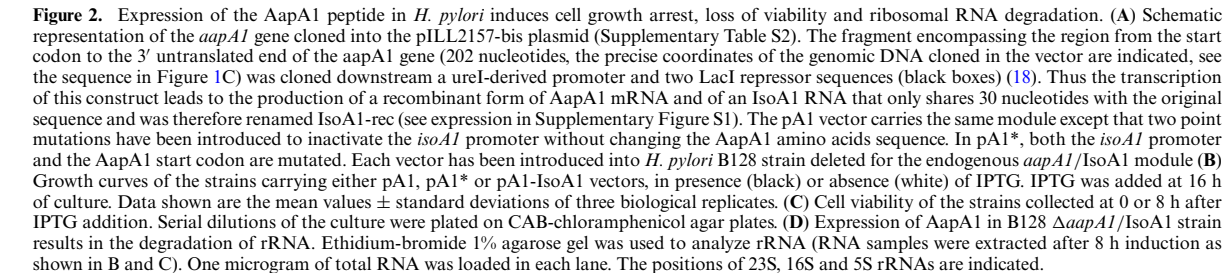 Figure 2. Expression of the AapA1 peptide in H. pylori induces cell growth arrest, loss of viability and ribosomal RNA degradation. (A) Schematic
representation of the aapA1 gene cloned into the pILL2157-bis plasmid (Supplementary Table S2). The fragment encompassing the region from the start
codon to the 3′ untranslated end of the aapA1 gene (202 nucleotides, the precise coordinates of the genomic DNA cloned in the vector are indicated, see
the sequence in Figure 1C) was cloned downstream a ureI-derived promoter and two LacI repressor sequences (black boxes) (18). Thus the transcription
of this construct leads to the production of a recombinant form of AapA1 mRNA and of an IsoA1 RNA that only shares 30 nucleotides with the original
sequence and was therefore renamed IsoA1-rec (see expression in Supplementary Figure S1). The pA1 vector carries the same module except that two point
mutations have been introduced to inactivate the isoA1 promoter without changing the AapA1 amino acids sequence. In pA1*, both the isoA1 promoter
and the AapA1 start codon are mutated. Each vector has been introduced into H. pylori B128 strain deleted for the endogenous aapA1/IsoA1 module (B)
Growth curves of the strains carrying either pA1, pA1* or pA1-IsoA1 vectors, in presence (black) or absence (white) of IPTG. IPTG was added at 16 h
of culture. Data shown are the mean values ± standard deviations of three biological replicates. (C) Cell viability of the strains collected at 0 or 8 h after
IPTG addition. Serial dilutions of the culture were plated on CAB-chloramphenicol agar plates. (D) Expression of AapA1 in B128 ΔaapA1/IsoA1 strain
results in the degradation of rRNA. Ethidium-bromide 1% agarose gel was used to analyze rRNA (RNA samples were extracted after 8 h induction as
shown in B and C). One microgram of total RNA was loaded in each lane. The positions of 23S, 16S and 5S rRNAs are indicated.